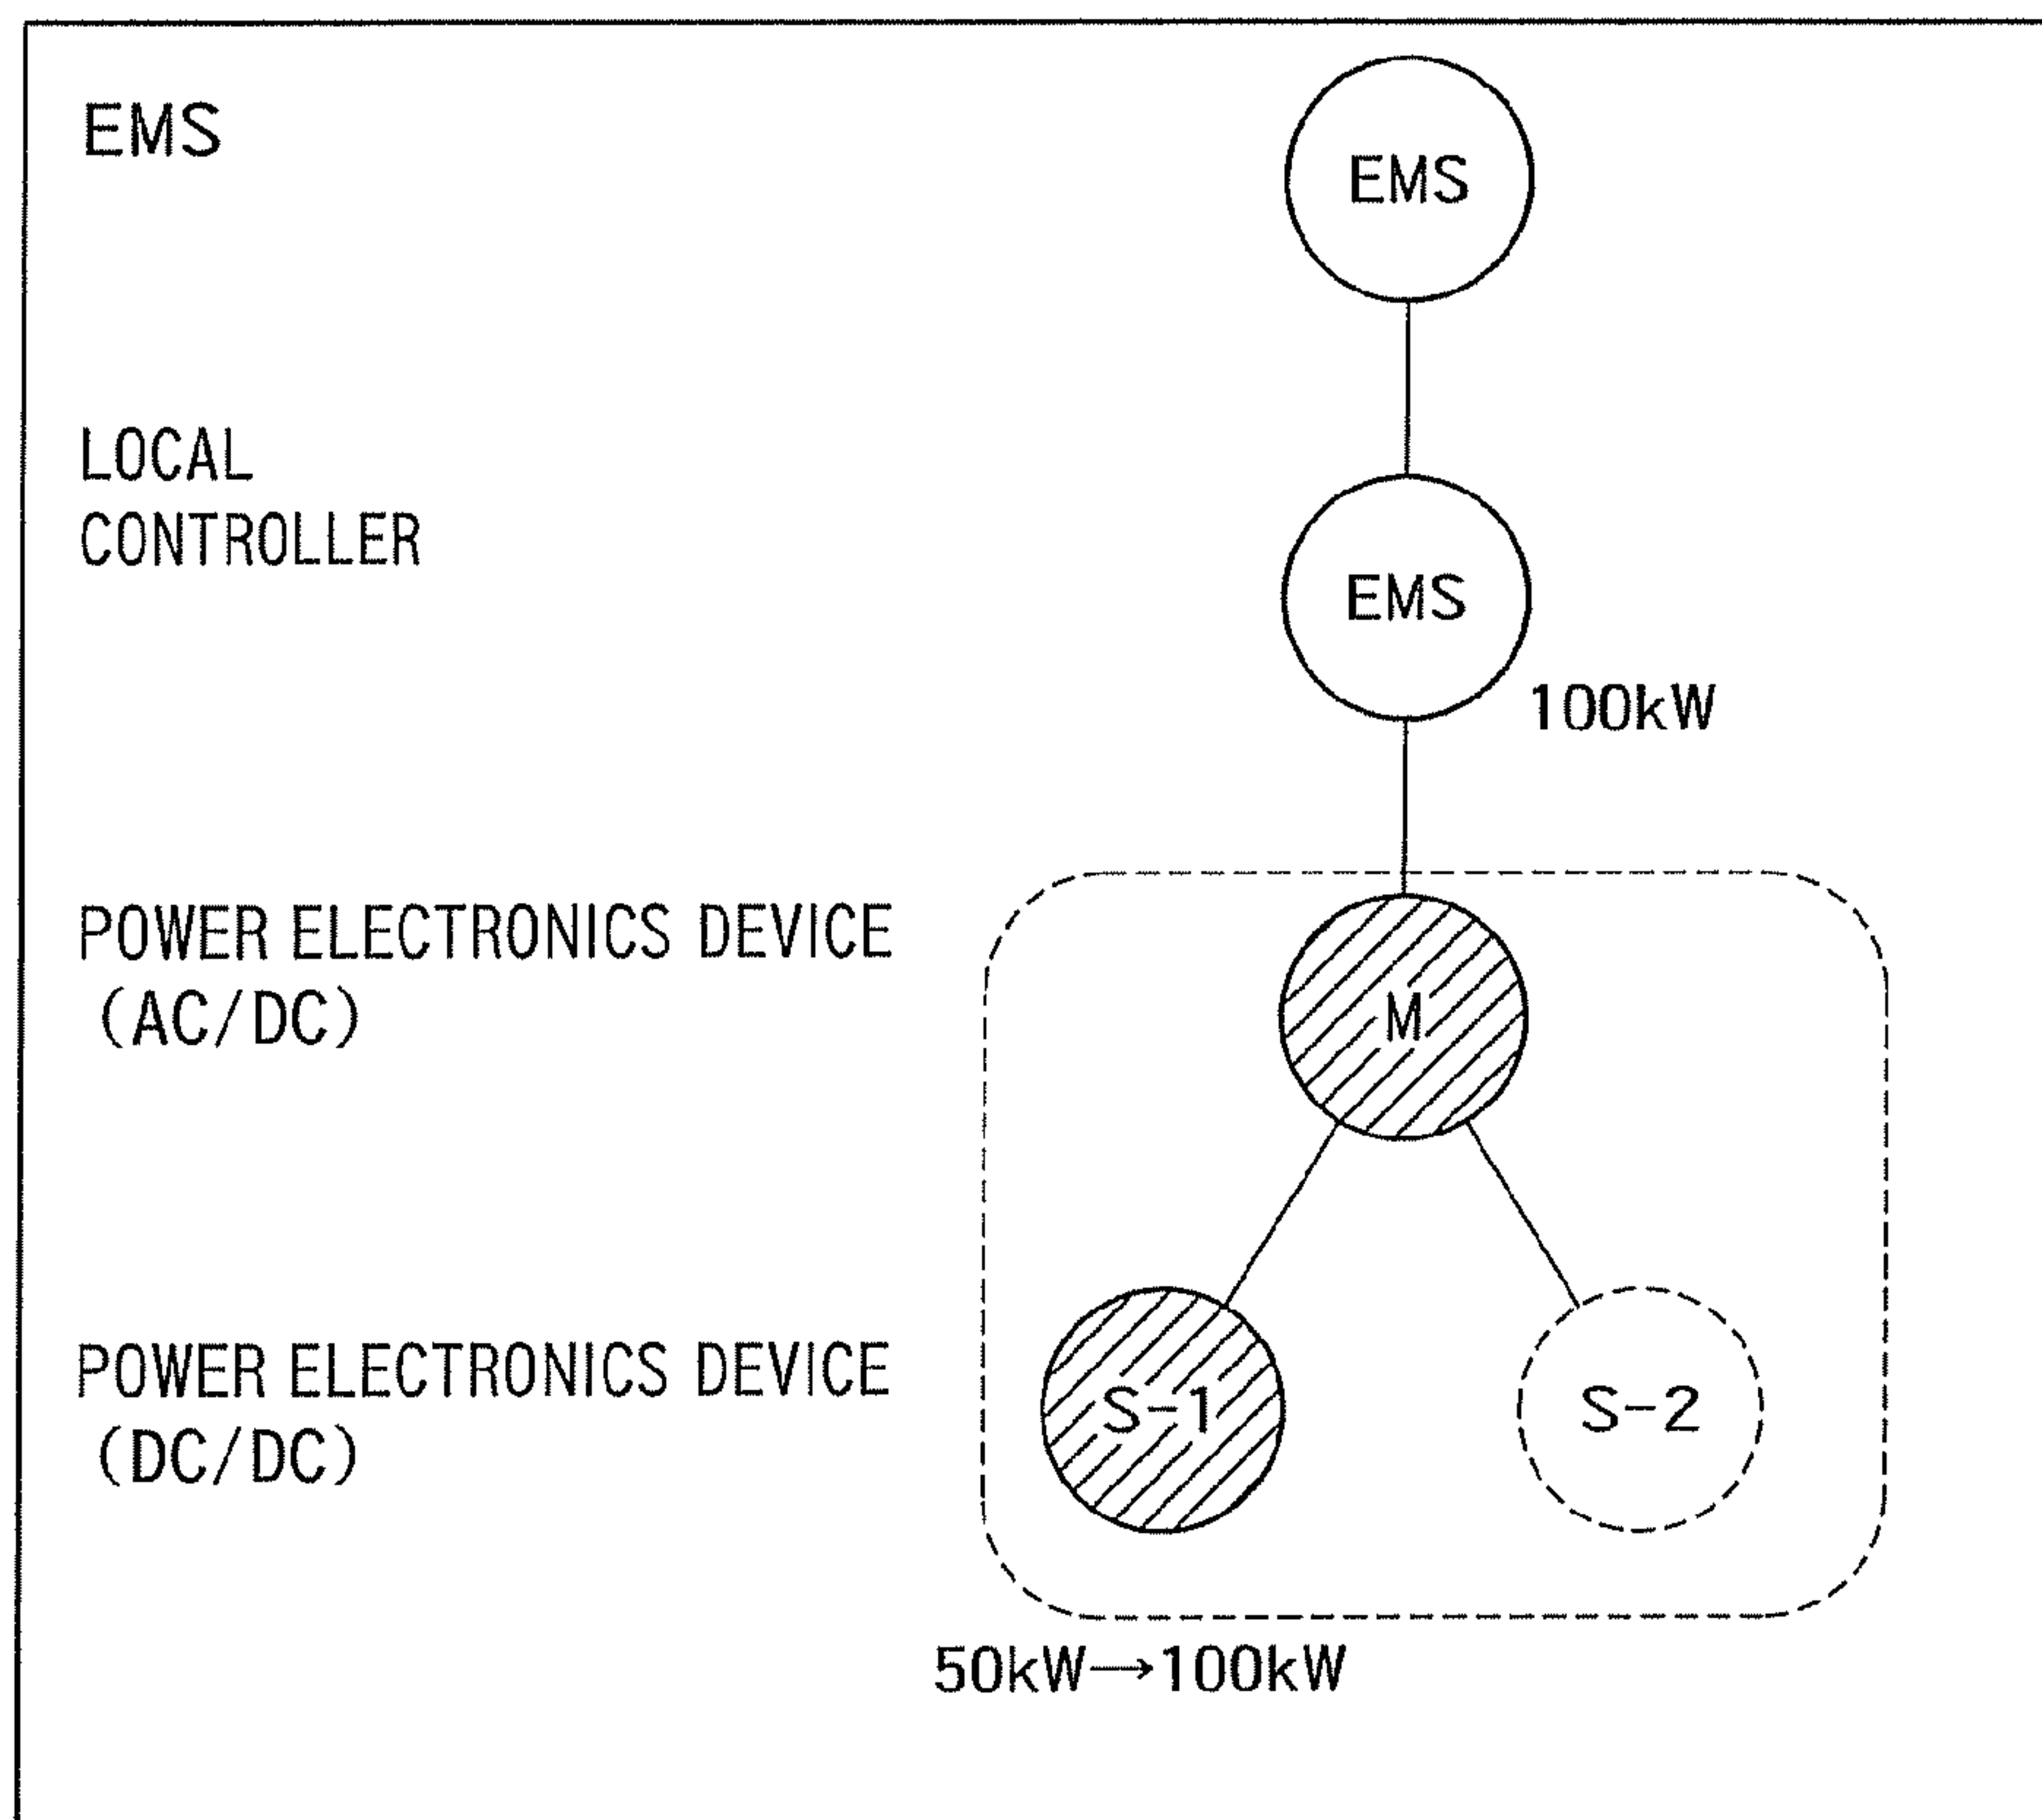 EMS
EMS
LOCAL
CONTROLLER
EMS
100kW
POWER ELECTRONICS DEVICE
(AC/DC)
M
POWER ELECTRONICS DEVICE
(DC/DC)
S-1
S-2
50kW→100kW